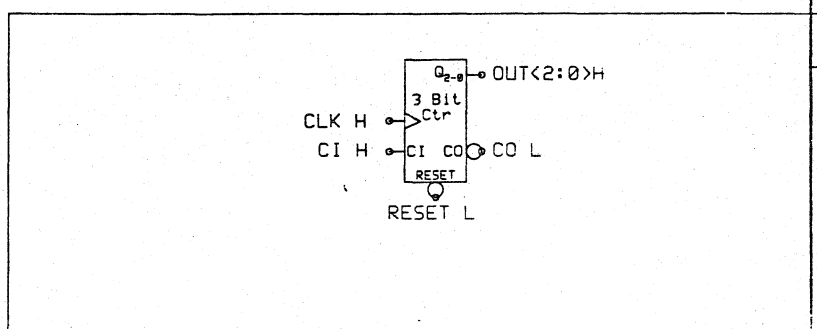 Q2-0 OUT<2:0>H
3 Bit
Ctr
CLK H
CI H CI CO CO L
RESET
RESET L